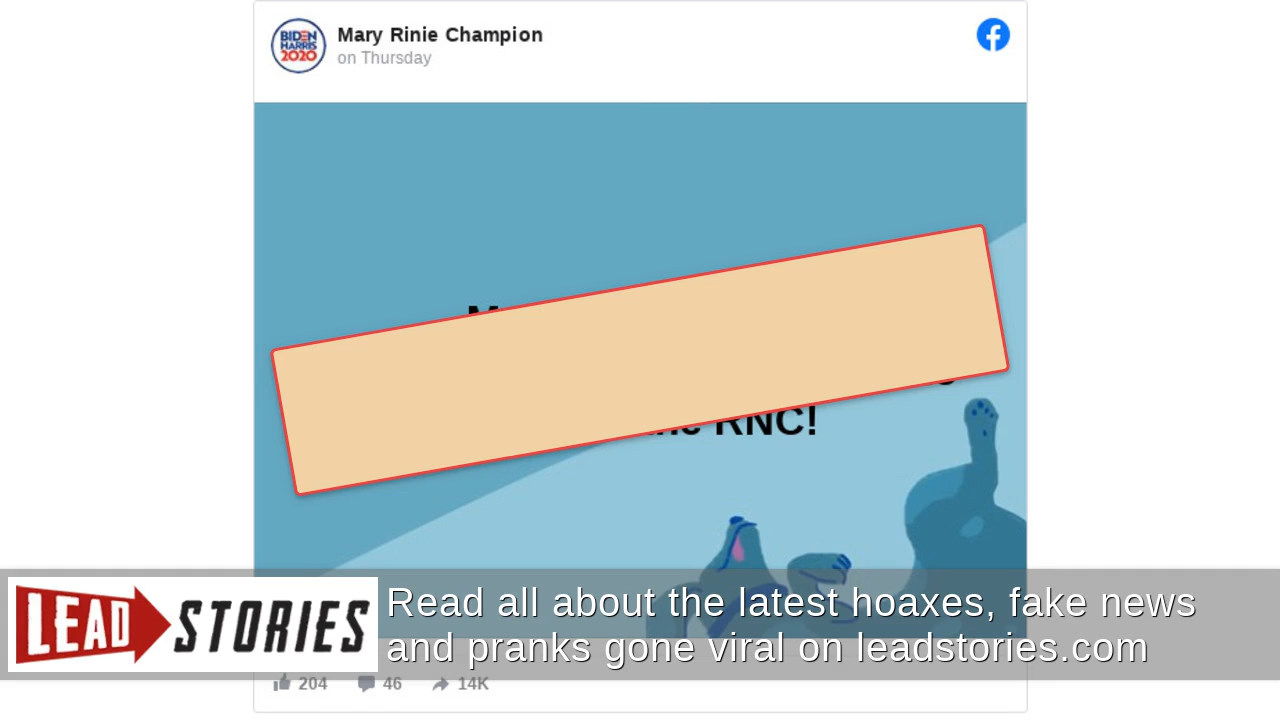 BIDEN
HARRIS
2020
Mary Rinie Champion
on Thursday
RNC!
LEAD STORIES
Read all about the latest hoaxes, fake news
and pranks gone viral on leadstories.com
204 46 14K